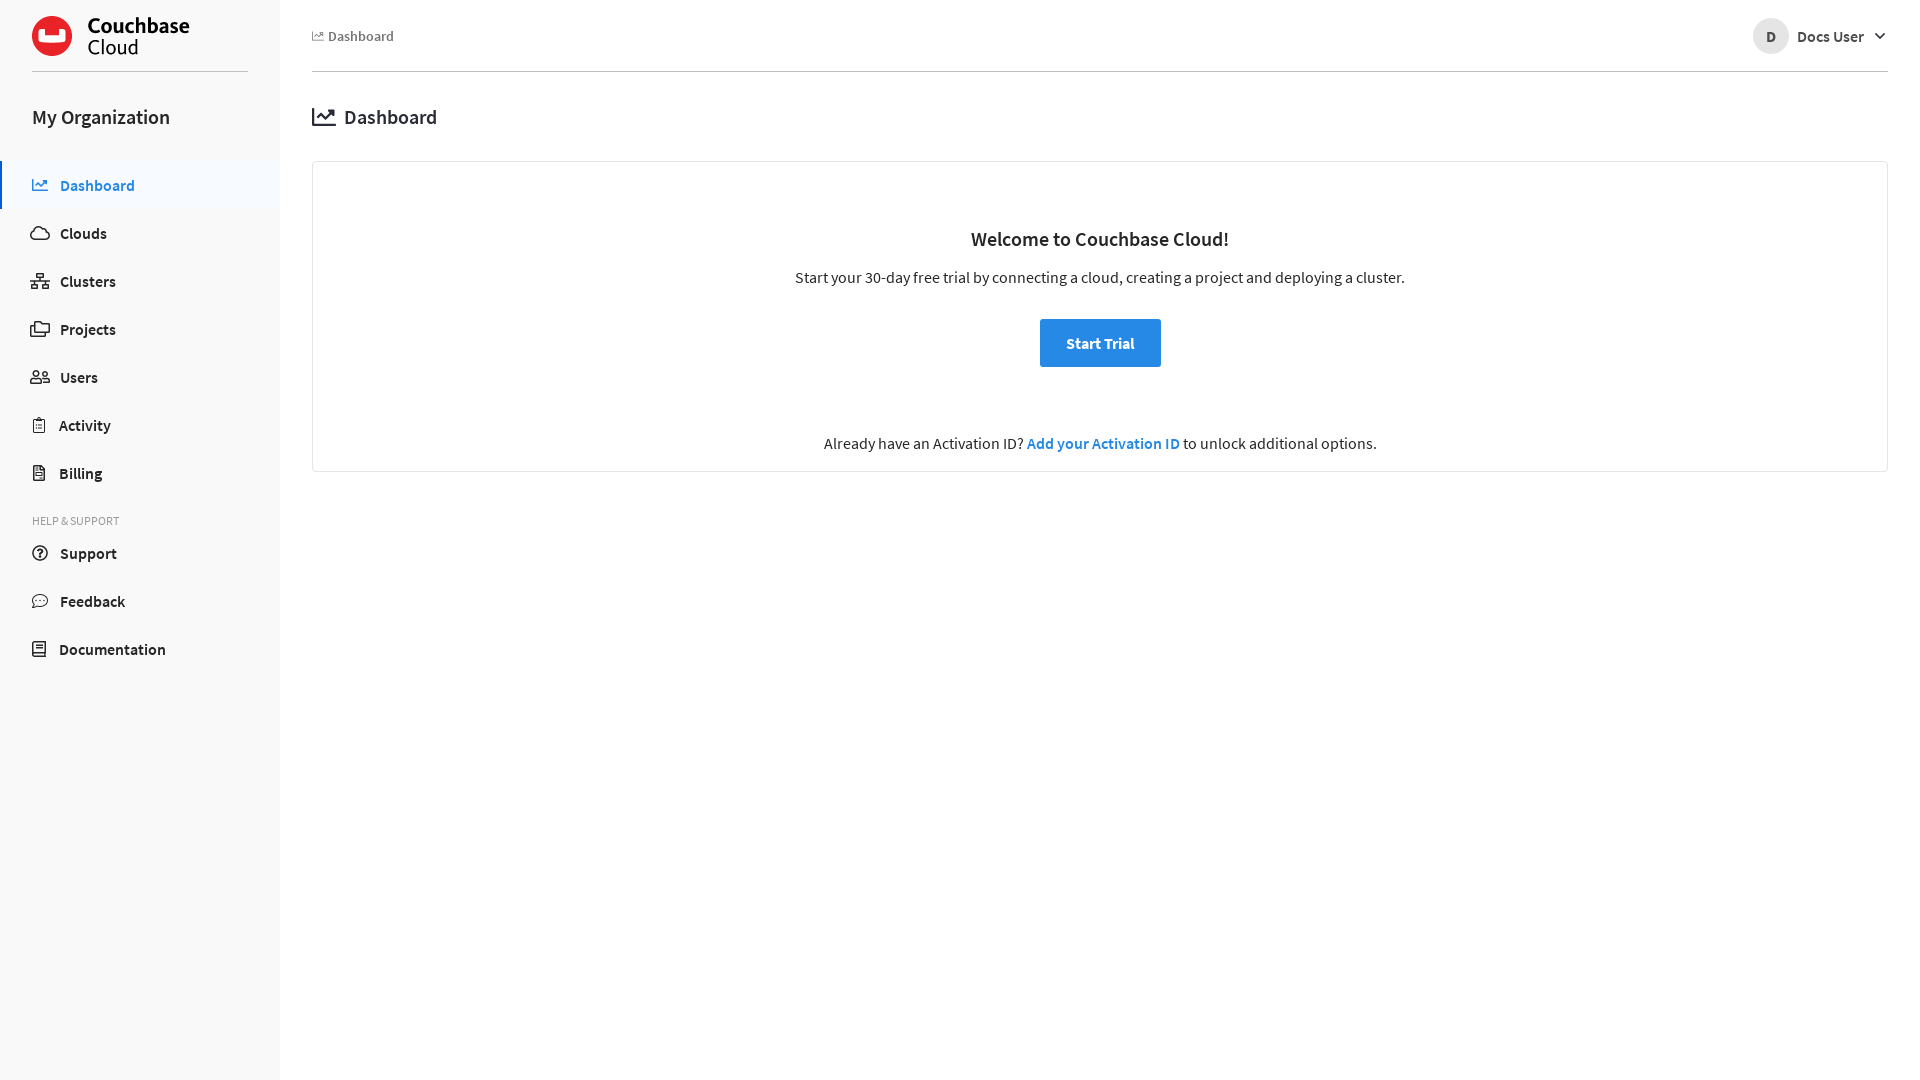 Couchbase
Cloud
My Organization
Dashboard
Clouds
Clusters
Projects
Users
Activity
Billing
HELP & SUPPORT
Support
Feedback
Documentation
Dashboard
D Docs User
Dashboard
Welcome to Couchbase Cloud!
Start your 30-day free trial by connecting a cloud, creating a project and deploying a cluster.
Start Trial
Already have an Activation ID? Add your Activation ID to unlock additional options.